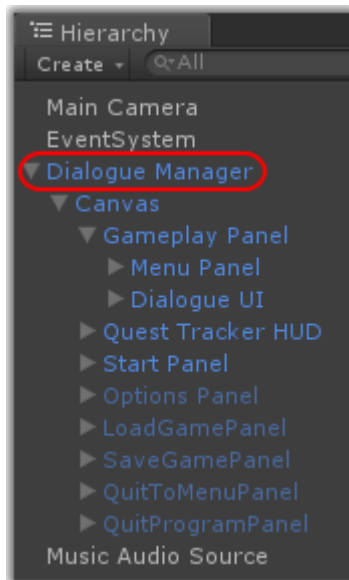 Hierarchy
Create All
Main Camera
EventSystem
Dialogue Manager
Canvas
Gameplay Panel
Menu Panel
Dialogue UI
Quest Tracker HUD
Start Panel
Options Panel
LoadGamePanel
SaveGamePanel
QuitToMenuPanel
QuitProgramPanel
Music Audio Source